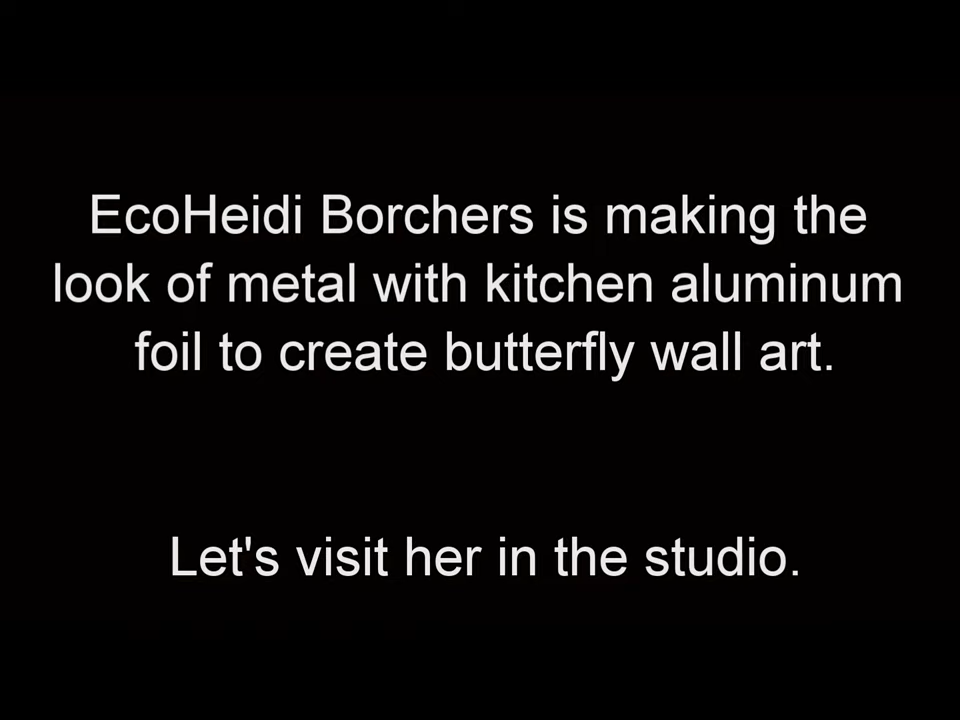 EcoHeidi Borchers is making the
look of metal with kitchen aluminum
foil to create butterfly wall art.
Let's visit her in the studio.